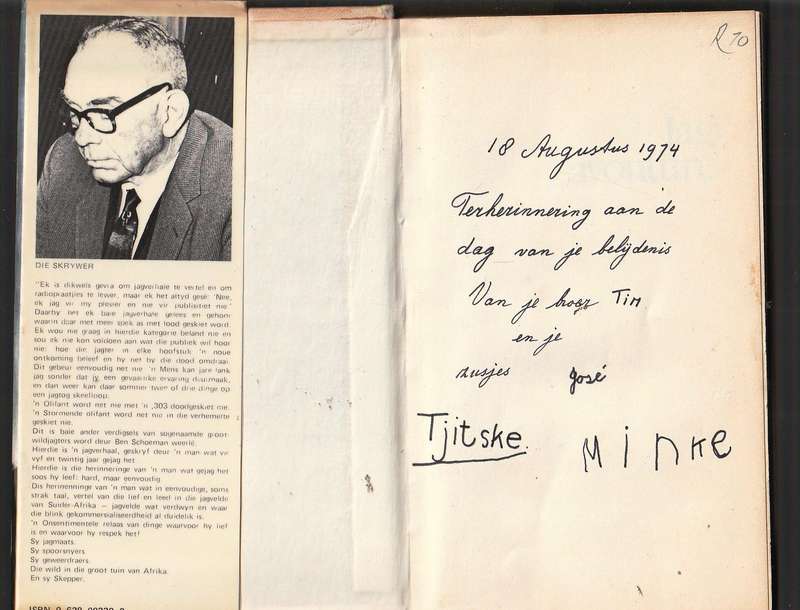 DIE SKRYWER
"Ek is dikwels gevra om jagverhale te vertel en om
radiopraatjies te lewer, maar ek het altyd gesê: 'Nee,
ek jag vir my plesier en nie vir publisiteit nie.'
Daarby het ek baie jagverhale gelees en gehoor
waarin daar met meer spek as met lood geskiet word.
Ek wou nie graag in hierdie kategorie beland nie en
sou ek nie kon voldoen aan wat die publiek wil hoor
nie: hoe die jagter in elke hoofstuk 'n noue
ontkoming beleef en hy net by die dood omdraai.
Dit gebeur eenvoudig net nie. 'n Mens kan jare lank
jag sonder dat jy een gevaarlike ervaring duurmaak,
en dan weer kan daar sommer twee of drie dinge op
een jagtog skeefloop.
'n Olifant word net nie met 'n .303 doodgeskiet nie.
'n Stormende olifant word net nie in die verhemelte
geskiet nie.
Dit is baie ander verdigsels van sogenaamde groot-
wildjagters word deur Ben Schoeman weerlê.
Hierdie is 'n jagverhaal, geskryf deur 'n man wat vir
vyf en twintig jaar gejag het.
Hierdie is die herinneringe van 'n man wat gejag het
soos hy leef: hard, maar eenvoudig.
Dis herinneringe van 'n man wat in eenvoudige, soms
strak taal, vertel van die lief en leed in die jagvelde
van Suider-Afrika — jagvelde wat verdwyn en waar
die blink gekommersialiseerdheid al duidelik is.
'n Onsentimentele relaas van dinge waarvoor hy lief
is en waarvoor hy respek het!
Sy jagmaats.
Sy spoorsnyers.
Sy geweerdraers.
Die wild in die groot tuin van Afrika.
En sy Skepper.
ISBN 0 628
R 70
18 Augustus 1974
Terherinnering aan de
dag van je belijdenis
Van je broer Tim
en je
zusjes José
Tjitske.
Minke